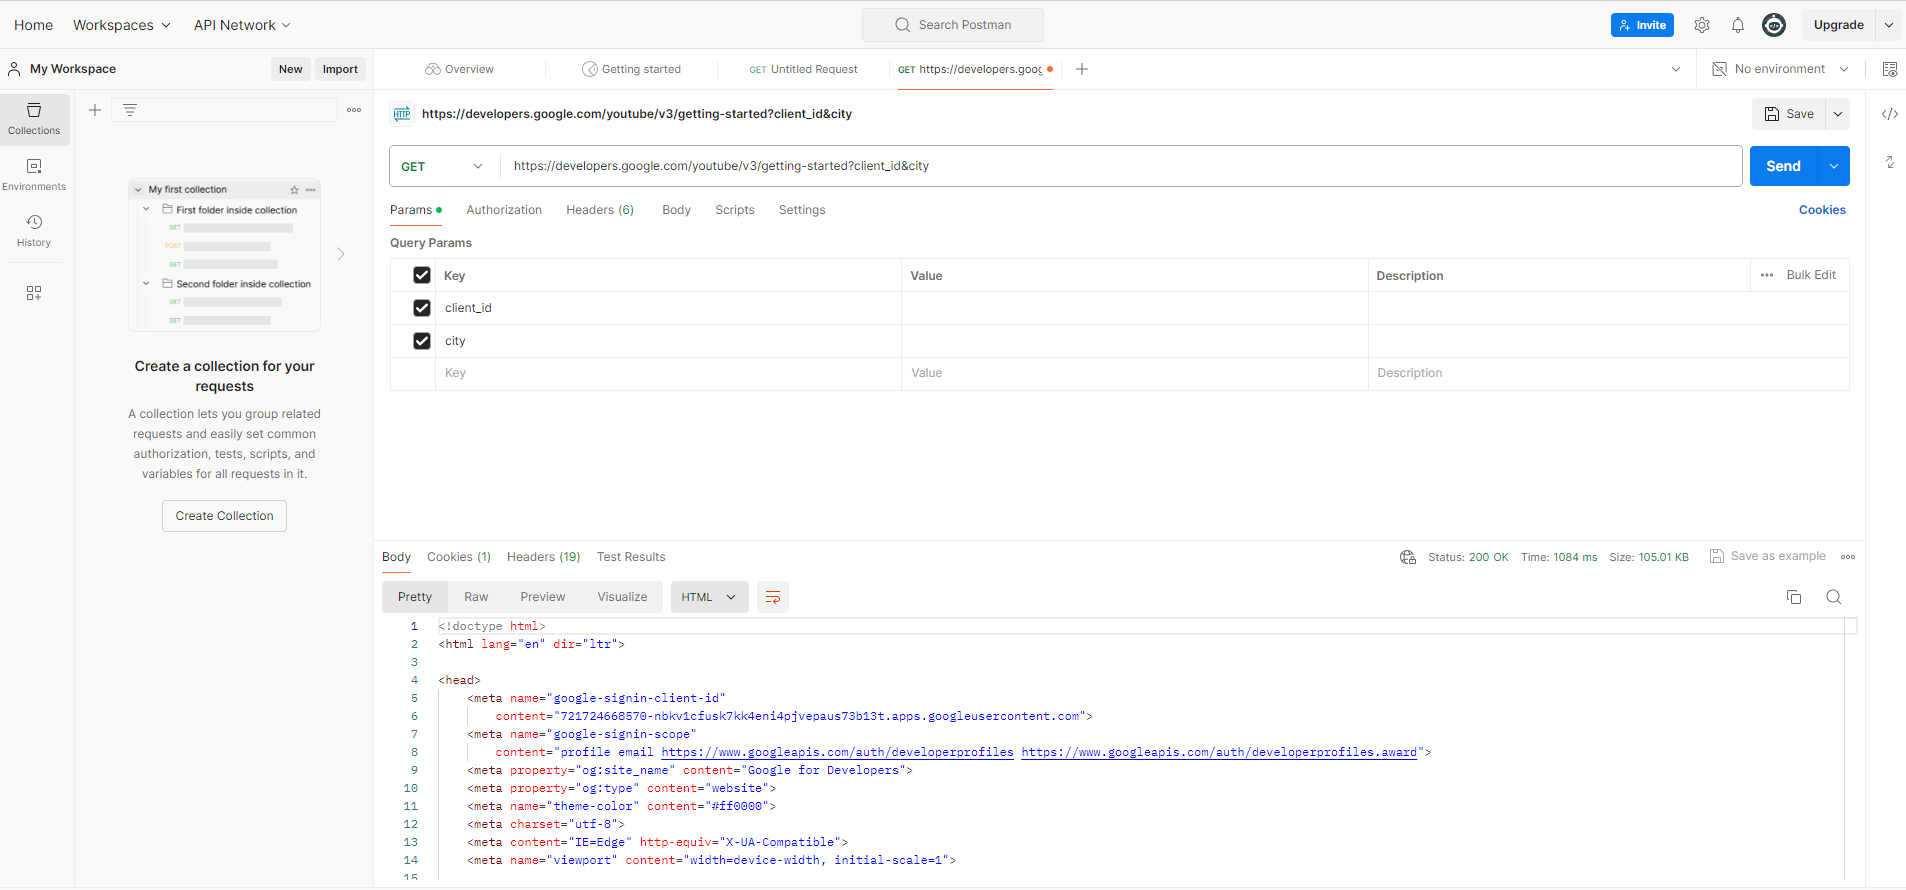 Home Workspaces API Network Search Postman Invite Upgrade
My Workspace New Import Overview Getting started GET Untitled Request GET https://developers.goog No environment
Collections
Environments
History
My first collection
First folder inside collection
GET
POST
GET
Second folder inside collection
GET
GET
Create a collection for your
requests
A collection lets you group related
requests and easily set common
authorization, tests, scripts, and
variables for all requests in it.
Create Collection
HTTP https://developers.google.com/youtube/v3/getting-started?client_id&city Save </>
GET https://developers.google.com/youtube/v3/getting-started?client_id&city Send
Params Authorization Headers (6) Body Scripts Settings Cookies
Query Params
Key Value Description Bulk Edit
client_id
city
Key Value Description
Body Cookies (1) Headers (19) Test Results Status: 200 OK Time: 1084 ms Size: 105.01 KB Save as example
Pretty Raw Preview Visualize HTML
1 <!doctype html>
2 <html lang="en" dir="ltr">
3
4 <head>
5 <meta name="google-signin-client-id"
6 content="721724668570-nbkv1cfusk7kk4eni4pjvepaus73b13t.apps.googleusercontent.com">
7 <meta name="google-signin-scope"
8 content="profile email https://www.googleapis.com/auth/developerprofiles https://www.googleapis.com/auth/developerprofiles.award">
9 <meta property="og:site_name" content="Google for Developers">
10 <meta property="og:type" content="website">
11 <meta name="theme-color" content="#ff0000">
12 <meta charset="utf-8">
13 <meta content="IE=Edge" http-equiv="X-UA-Compatible">
14 <meta name="viewport" content="width=device-width, initial-scale=1">
15